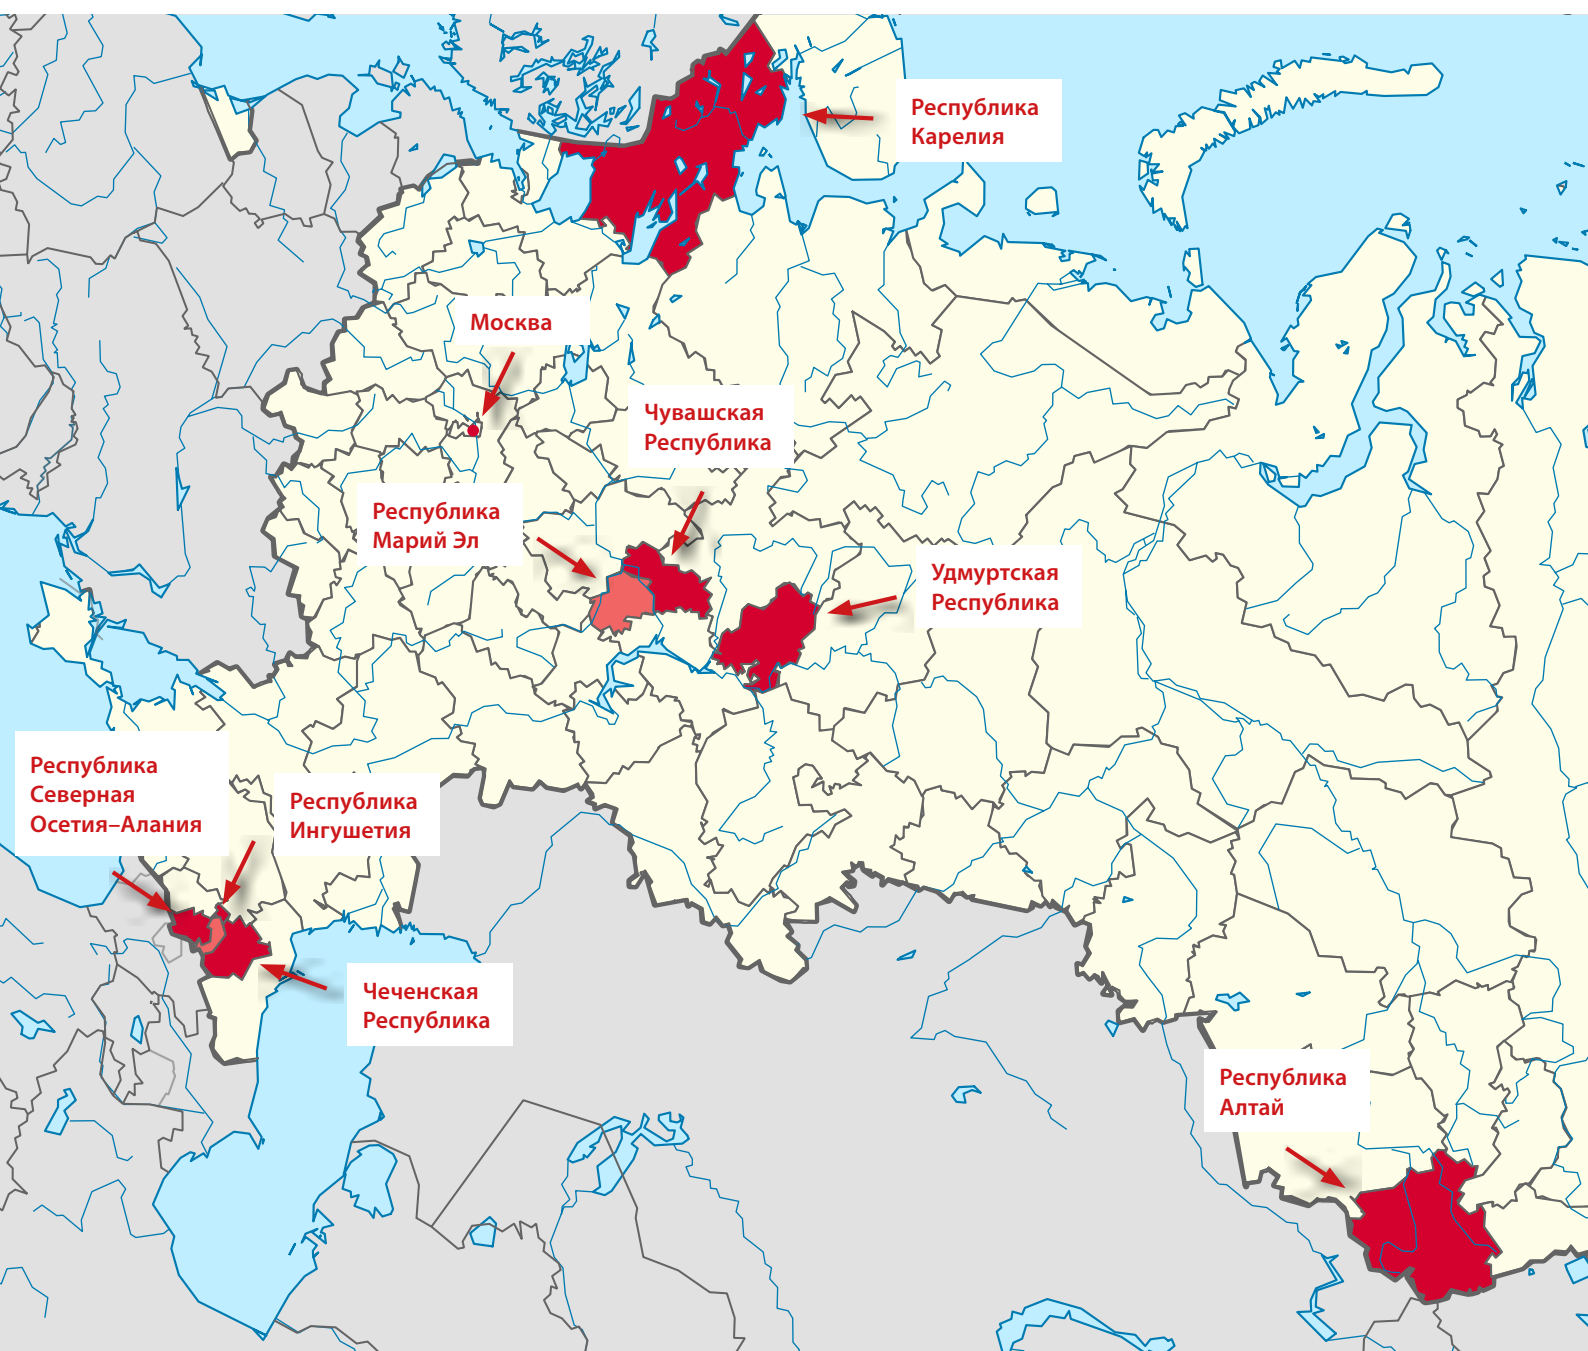 Республика
Карелия
Москва
Чувашская
Республика
Республика
Марий Эл
Удмуртская
Республика
Республика
Северная
Осетия–Алания
Республика
Ингушетия
Чеченская
Республика
Республика
Алтай